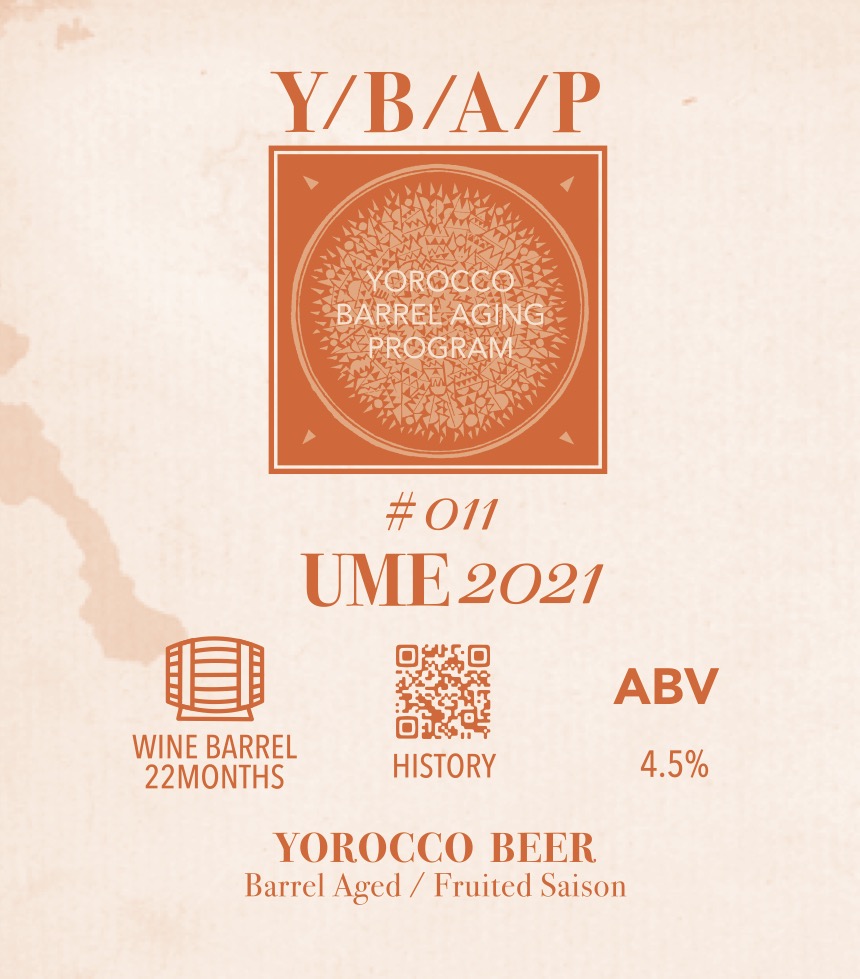 Y/B/A/P
YOROCCO
BARREL AGING
PROGRAM
#011
UME 2021
WINE BARREL
22MONTHS
HISTORY
ABV
4.5%
YOROCCO BEER
Barrel Aged / Fruited Saison